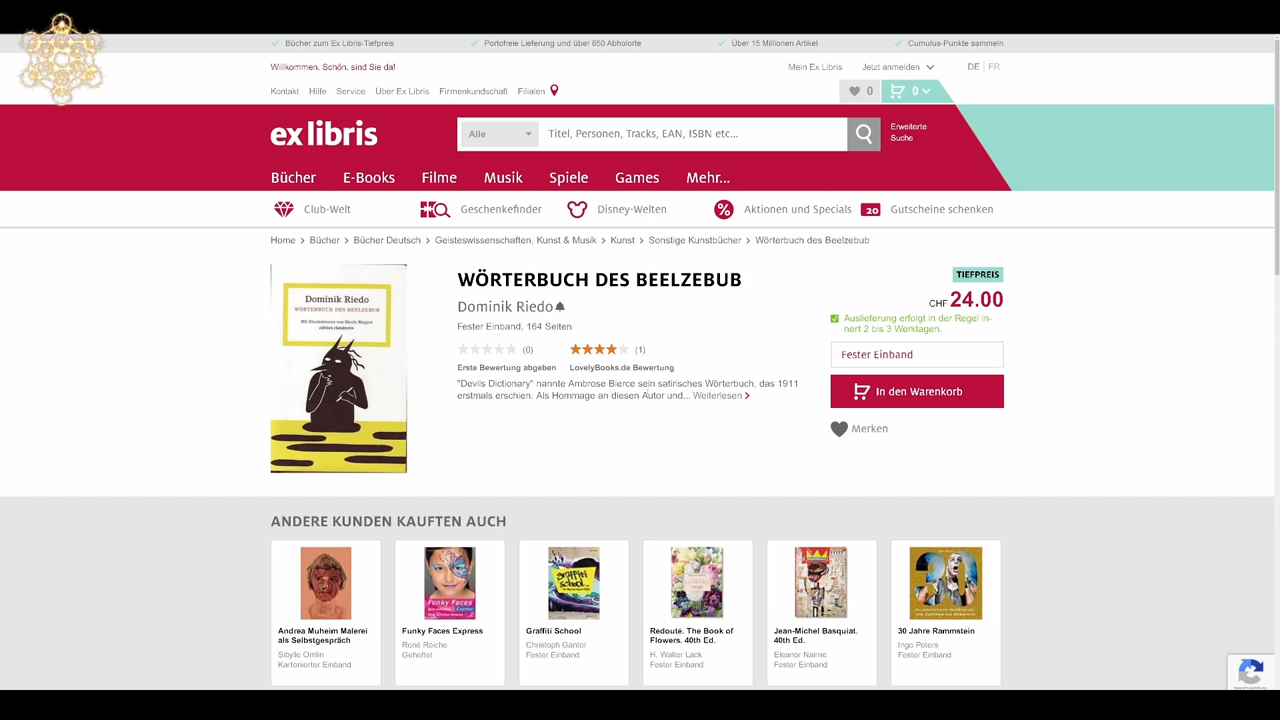 Bücher zum Ex Libris-Tiefpreis
Portofreie Lieferung und über 650 Abholorte
Über 15 Millionen Artikel
Cumulus-Punkte sammeln
Willkommen. Schön, sind Sie da!
Mein Ex Libris
Jetzt anmelden
DE | FR
Kontakt Hilfe Service Über Ex Libris Firmenkundschaft Filialen
0
0
ex libris
Alle
Titel, Personen, Tracks, EAN, ISBN etc...
Erweiterte
Suche
Bücher E-Books Filme Musik Spiele Games Mehr...
Club-Welt
Geschenkefinder
Disney-Welten
Aktionen und Specials
20
Gutscheine schenken
Home > Bücher > Bücher Deutsch > Geisteswissenschaften, Kunst & Musik > Kunst > Sonstige Kunstbücher > Wörterbuch des Beelzebub
Dominik Riedo
WÖRTERBUCH DES BEELZEBUB
edition clandestin
WÖRTERBUCH DES BEELZEBUB
Dominik Riedo
Fester Einband, 164 Seiten
(0)
(1)
Erste Bewertung abgeben
LovelyBooks.de Bewertung
"Devils Dictionary" nannte Ambrose Bierce sein satirisches Wörterbuch, das 1911
erstmals erschien. Als Hommage an diesen Autor und... Weiterlesen >
TIEFPREIS
CHF 24.00
Auslieferung erfolgt in der Regel in-
nert 2 bis 3 Werktagen.
Fester Einband
In den Warenkorb
Merken
ANDERE KUNDEN KAUFTEN AUCH
Funky Faces
Express
30
Andrea Muheim Malerei
als Selbstgespräch
Sibylle Omlin
Kartonierter Einband
Funky Faces Express
René Reiche
Geheftet
Graffiti School
Christoph Ganter
Fester Einband
Redouté. The Book of
Flowers. 40th Ed.
H. Walter Lack
Fester Einband
Jean-Michel Basquiat.
40th Ed.
Eleanor Nairne
Fester Einband
30 Jahre Rammstein
Ingo Peters
Fester Einband